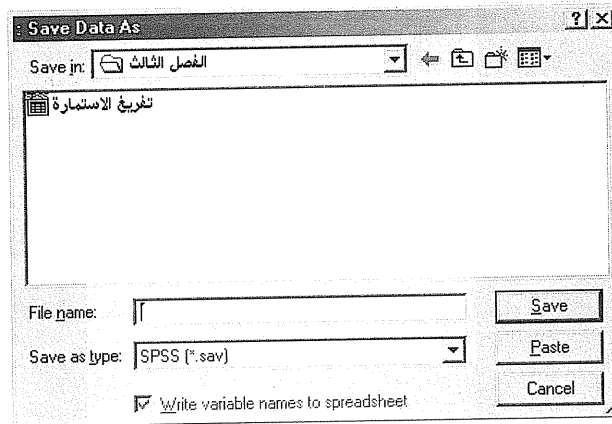 : Save Data As
Save in: الفصل الثالث
تفريغ الاستمارة
File name:
Save
Save as type: SPSS (*.sav)
Paste
Write variable names to spreadsheet
Cancel